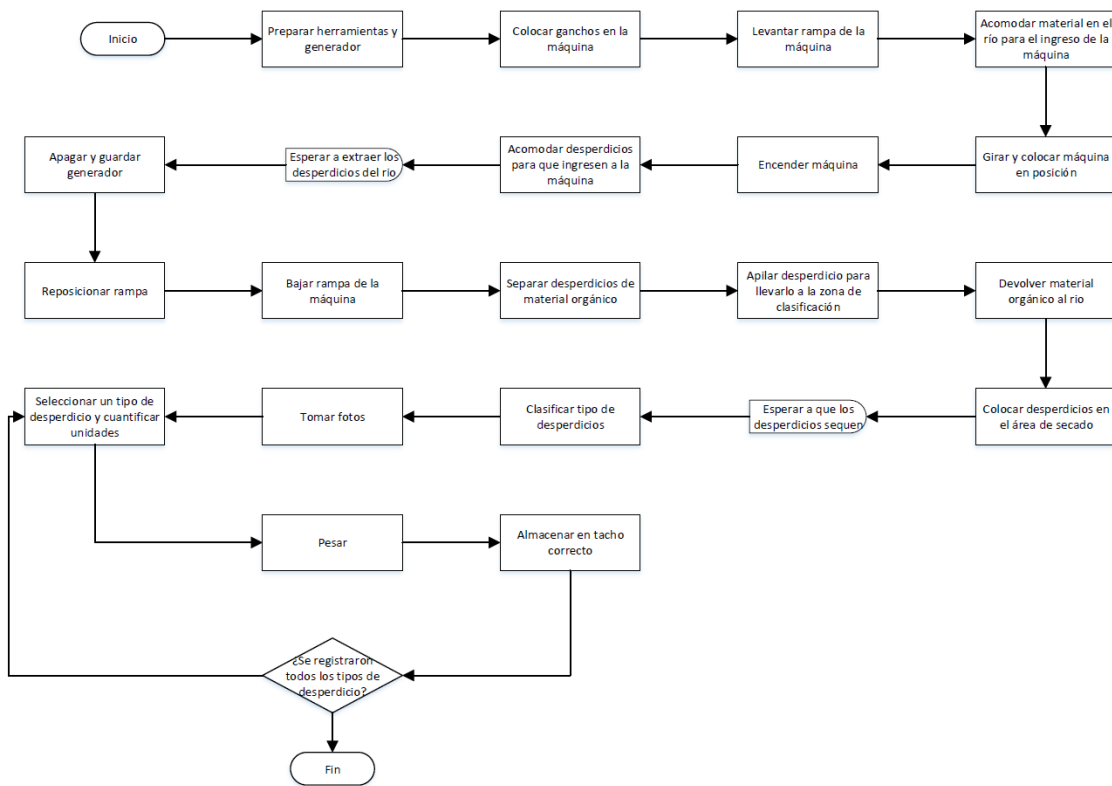 Inicio
Preparar herramientas y
generador
Colocar ganchos en la
máquina
Levantar rampa de la
máquina
Acomodar material en el
río para el ingreso de la
máquina
Apagar y guardar
generador
Esperar a extraer los
desperdicios del rio
Acomodar desperdicios
para que ingresen a la
máquina
Encender máquina
Girar y colocar máquina
en posición
Reposicionar rampa
Bajar rampa de la
máquina
Separar desperdicios de
material orgánico
Apilar desperdicio para
llevarlo a la zona de
clasificación
Devolver material
orgánico al rio
Seleccionar un tipo de
desperdicio y cuantificar
unidades
Tomar fotos
Clasificar tipo de
desperdicios
Esperar a que los
desperdicios sequen
Colocar desperdicios en
el área de secado
Pesar
Almacenar en tacho
correcto
¿Se registraron
todos los tipos de
desperdicio?
Fin